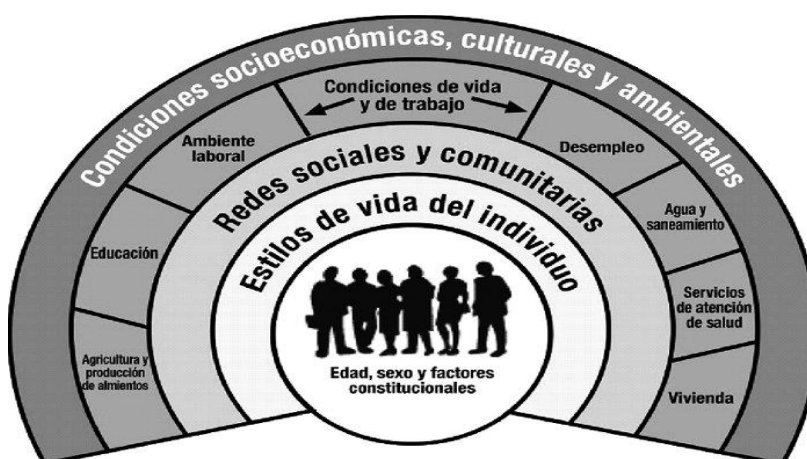 Condiciones socioeconómicas, culturales y ambientales
Condiciones de vida
y de trabajo
Ambiente
laboral
Desempleo
Redes sociales y comunitarias
Agua y
saneamiento
Educación
Estilos de vida del individuo
Servicios
de atención
de salud
Agricultura y
producción
de almientos
Edad, sexo y factores
constitucionales
Vivienda